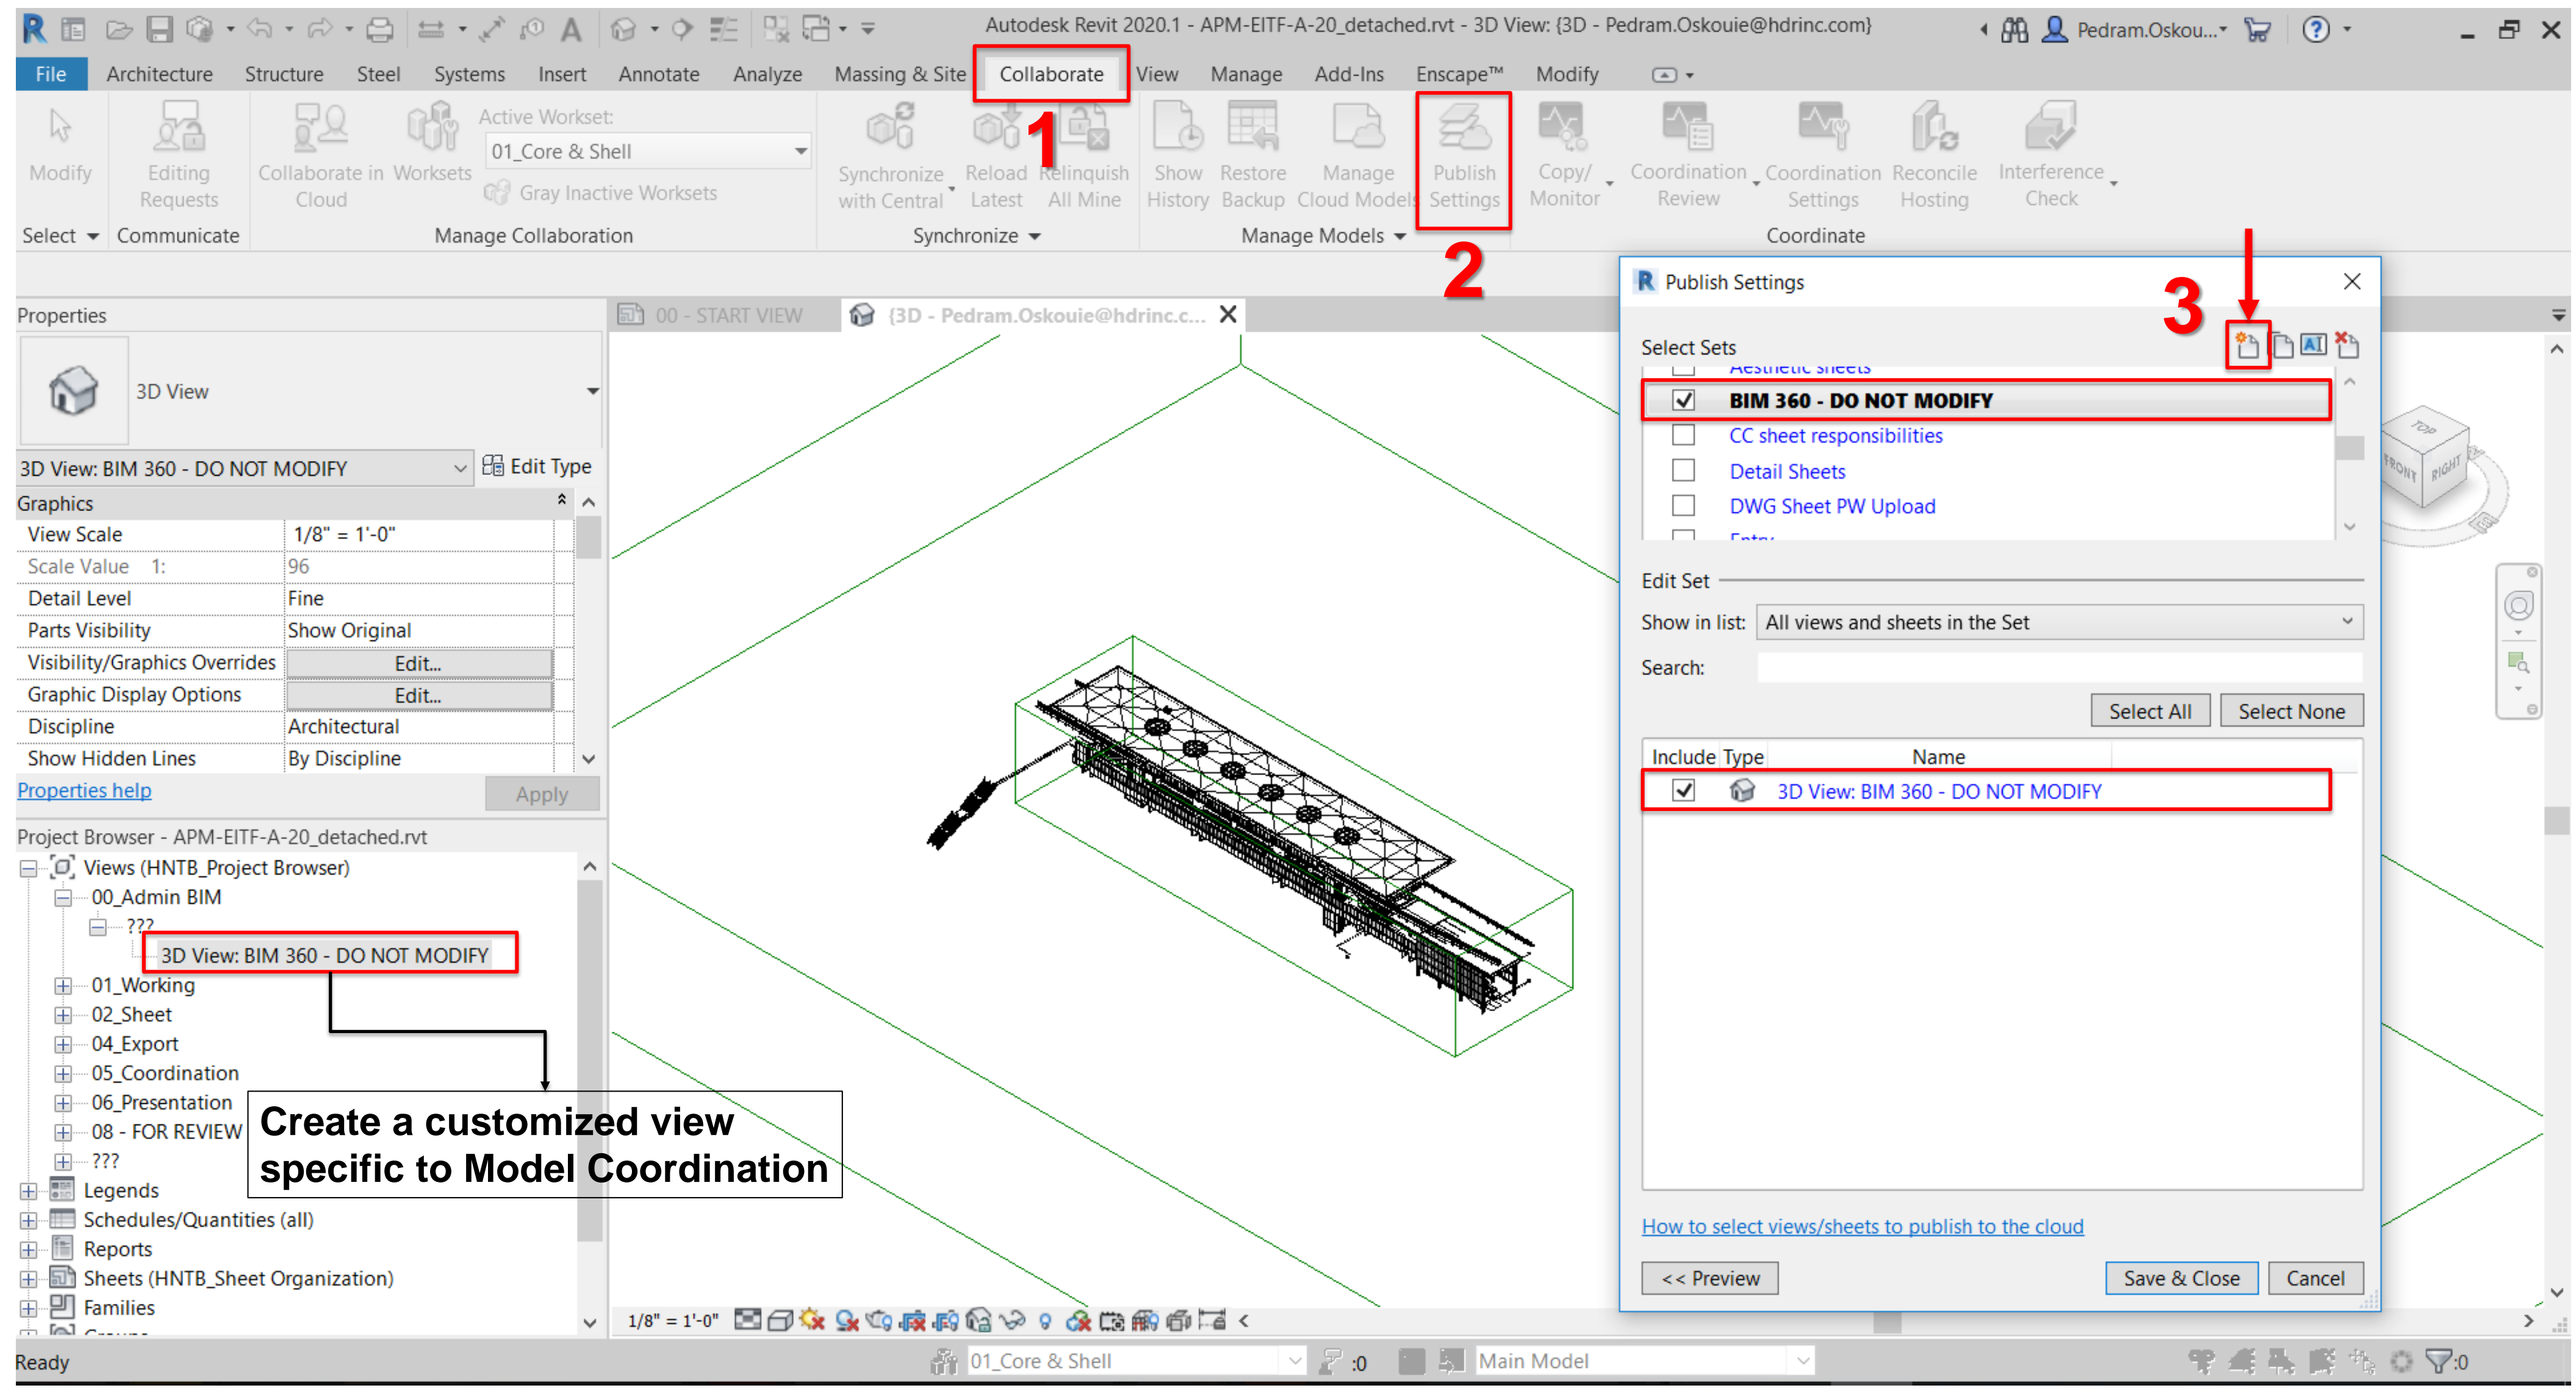 Autodesk Revit 2020.1 - APM-EITF-A-20_detached.rvt - 3D View: {3D - Pedram.Oskouie@hdrinc.com}
Pedram.Oskou...
File Architecture Structure Steel Systems Insert Annotate Analyze Massing & Site Collaborate View Manage Add-Ins Enscape™ Modify
1
Modify
Editing
Requests
Collaborate in
Cloud
Worksets
Active Workset:
01_Core & Shell
Gray Inactive Worksets
Synchronize
with Central
Reload
Latest
Relinquish
All Mine
Show
History
Restore
Backup
Manage
Cloud Models
Publish
Settings
Copy/
Monitor
Coordination
Review
Coordination
Settings
Reconcile
Hosting
Interference
Check
Select Communicate Manage Collaboration Synchronize Manage Models Coordinate
2
3
Properties
3D View
3D View: BIM 360 - DO NOT MODIFY Edit Type
Graphics
View Scale 1/8" = 1'-0"
Scale Value 1: 96
Detail Level Fine
Parts Visibility Show Original
Visibility/Graphics Overrides Edit...
Graphic Display Options Edit...
Discipline Architectural
Show Hidden Lines By Discipline
Properties help Apply
Project Browser - APM-EITF-A-20_detached.rvt
Views (HNTB_Project Browser)
00_Admin BIM
???
3D View: BIM 360 - DO NOT MODIFY
01_Working
02_Sheet
04_Export
05_Coordination
06_Presentation
08 - FOR REVIEW
???
Legends
Schedules/Quantities (all)
Reports
Sheets (HNTB_Sheet Organization)
Families
Create a customized view
specific to Model Coordination
00 - START VIEW {3D - Pedram.Oskouie@hdrinc.c...
TOP
FRONT
RIGHT
1/8" = 1'-0"
Publish Settings
Select Sets
Aesthetic sheets
BIM 360 - DO NOT MODIFY
CC sheet responsibilities
Detail Sheets
DWG Sheet PW Upload
Entry
Edit Set
Show in list: All views and sheets in the Set
Search:
Select All Select None
Include Type Name
3D View: BIM 360 - DO NOT MODIFY
How to select views/sheets to publish to the cloud
<< Preview Save & Close Cancel
Ready 01_Core & Shell :0 Main Model :0